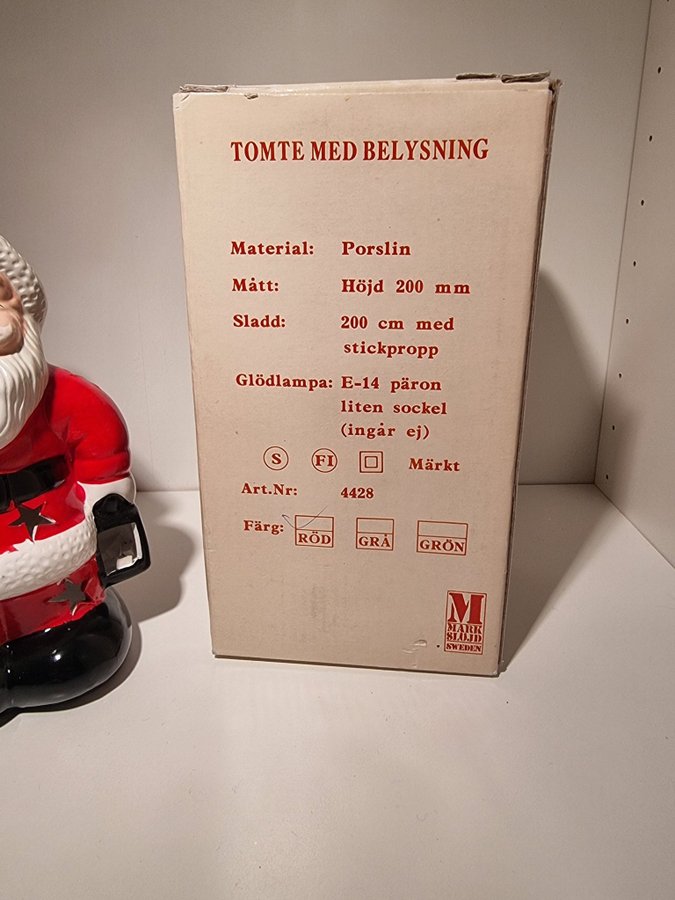 TOMTE MED BELYSNING
Material: Porslin
Mått: Höjd 200 mm
Sladd: 200 cm med
stickpropp
Glödlampa: E-14 päron
liten sockel
(ingår ej)
S FI Märkt
Art.Nr: 4428
Färg: RÖD GRÅ GRÖN
M
MARK
SLÖJD
SWEDEN